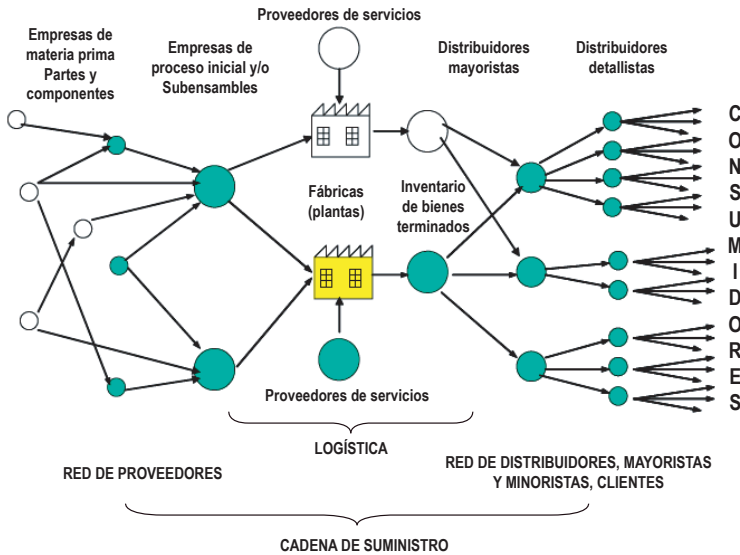 Proveedores de servicios
Empresas de
materia prima
Partes y
componentes
Empresas de
proceso inicial y/o
Subensambles
Distribuidores
mayoristas
Distribuidores
detallistas
Fábricas
(plantas)
Inventario
de bienes
terminados
C
O
N
S
U
M
I
D
O
R
E
S
Proveedores de servicios
LOGÍSTICA
RED DE PROVEEDORES
RED DE DISTRIBUIDORES, MAYORISTAS
Y MINORISTAS, CLIENTES
CADENA DE SUMINISTRO